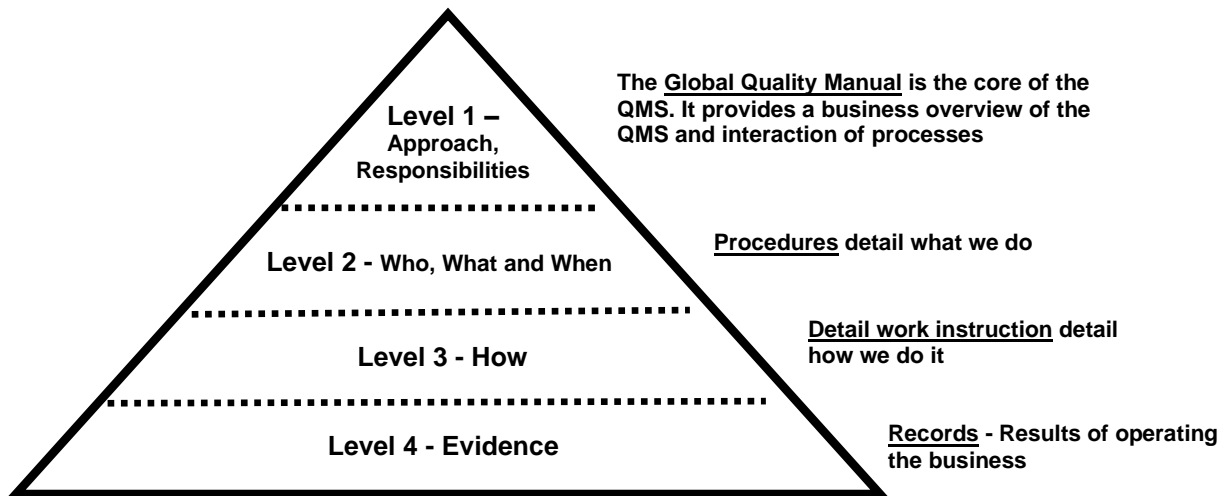 Level 1 –
Approach,
Responsibilities
The Global Quality Manual is the core of the
QMS. It provides a business overview of the
QMS and interaction of processes
Level 2 - Who, What and When
Procedures detail what we do
Level 3 - How
Detail work instruction detail
how we do it
Level 4 - Evidence
Records - Results of operating
the business